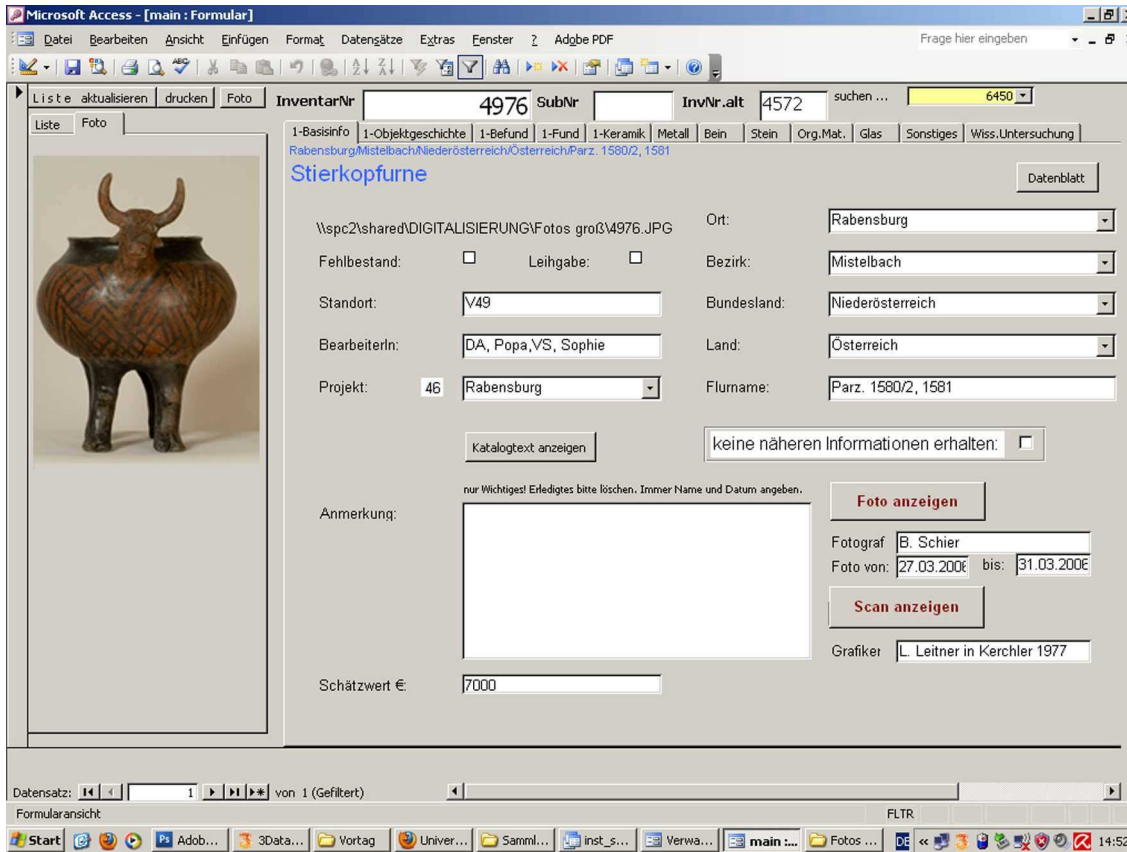 Microsoft Access - [main : Formular]
Datei Bearbeiten Ansicht Einfügen Format Datensätze Extras Fenster ? Adobe PDF Frage hier eingeben
Liste aktualisieren drucken Foto InventarNr 4976 SubNr InvNr.alt 4572 suchen ... 6450
Liste Foto
1-Basisinfo 1-Objektgeschichte 1-Befund 1-Fund 1-Keramik Metall Bein Stein Org.Mat. Glas Sonstiges Wiss.Untersuchung
Rabensburg/Mistelbach/Niederösterreich/Österreich/Parz. 1580/2, 1581
Stierkopfurne Datenblatt
\\spc2\shared\DIGITALISIERUNG\Fotos groß\4976.JPG Ort: Rabensburg
Fehlbestand: Leihgabe: Bezirk: Mistelbach
Standort: V49 Bundesland: Niederösterreich
BearbeiterIn: DA, Popa,VS, Sophie Land: Österreich
Projekt: 46 Rabensburg Flurname: Parz. 1580/2, 1581
Katalogtext anzeigen keine näheren Informationen erhalten:
nur Wichtiges! Erledigtes bitte löschen. Immer Name und Datum angeben.
Anmerkung: Foto anzeigen
Fotograf B. Schier
Foto von: 27.03.2006 bis: 31.03.2006
Scan anzeigen
Grafiker L. Leitner in Kerchler 1977
Schätzwert €: 7000
Datensatz: 1 von 1 (Gefiltert)
Formularansicht FLTR
Start Adob... 3Data... Vortag Univer... Samml... inst_s... Verwa... main :... Fotos ... DE 14:52